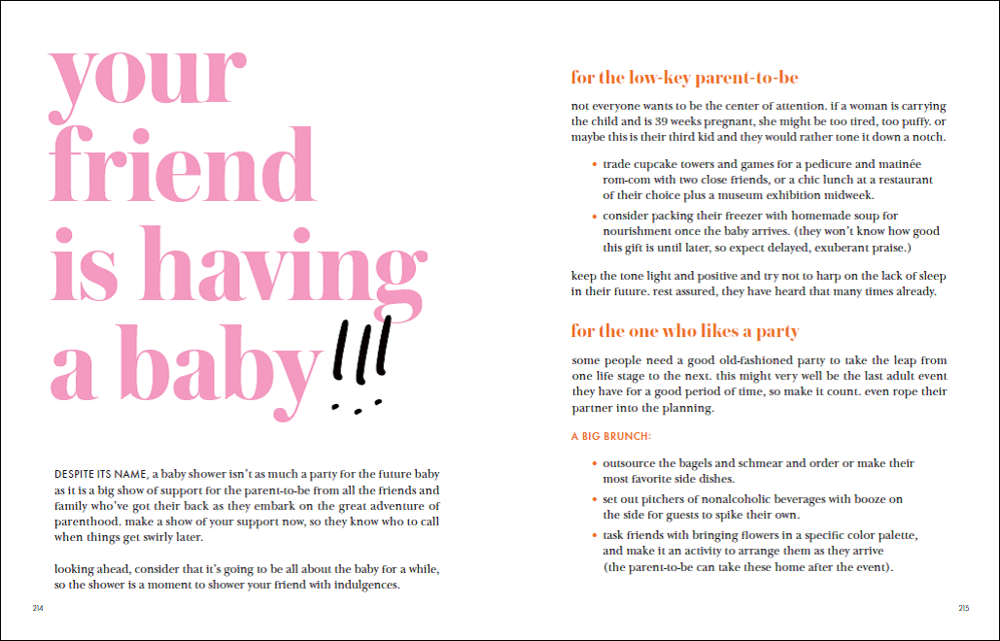 your
friend
is having
a baby!!!
DESPITE ITS NAME, a baby shower isn't as much a party for the future baby
as it is a big show of support for the parent-to-be from all the friends and
family who've got their back as they embark on the great adventure of
parenthood. make a show of your support now, so they know who to call
when things get swirly later.
looking ahead, consider that it's going to be all about the baby for a while,
so the shower is a moment to shower your friend with indulgences.
214
for the low-key parent-to-be
not everyone wants to be the center of attention. if a woman is carrying
the child and is 39 weeks pregnant, she might be too tired, too puffy. or
maybe this is their third kid and they would rather tone it down a notch.
• trade cupcake towers and games for a pedicure and matinée
rom-com with two close friends, or a chic lunch at a restaurant
of their choice plus a museum exhibition midweek.
• consider packing their freezer with homemade soup for
nourishment once the baby arrives. (they won't know how good
this gift is until later, so expect delayed, exuberant praise.)
keep the tone light and positive and try not to harp on the lack of sleep
in their future. rest assured, they have heard that many times already.
for the one who likes a party
some people need a good old-fashioned party to take the leap from
one life stage to the next. this might very well be the last adult event
they have for a good period of time, so make it count. even rope their
partner into the planning.
A BIG BRUNCH:
• outsource the bagels and schmear and order or make their
most favorite side dishes.
• set out pitchers of nonalcoholic beverages with booze on
the side for guests to spike their own.
• task friends with bringing flowers in a specific color palette,
and make it an activity to arrange them as they arrive
(the parent-to-be can take these home after the event).
215